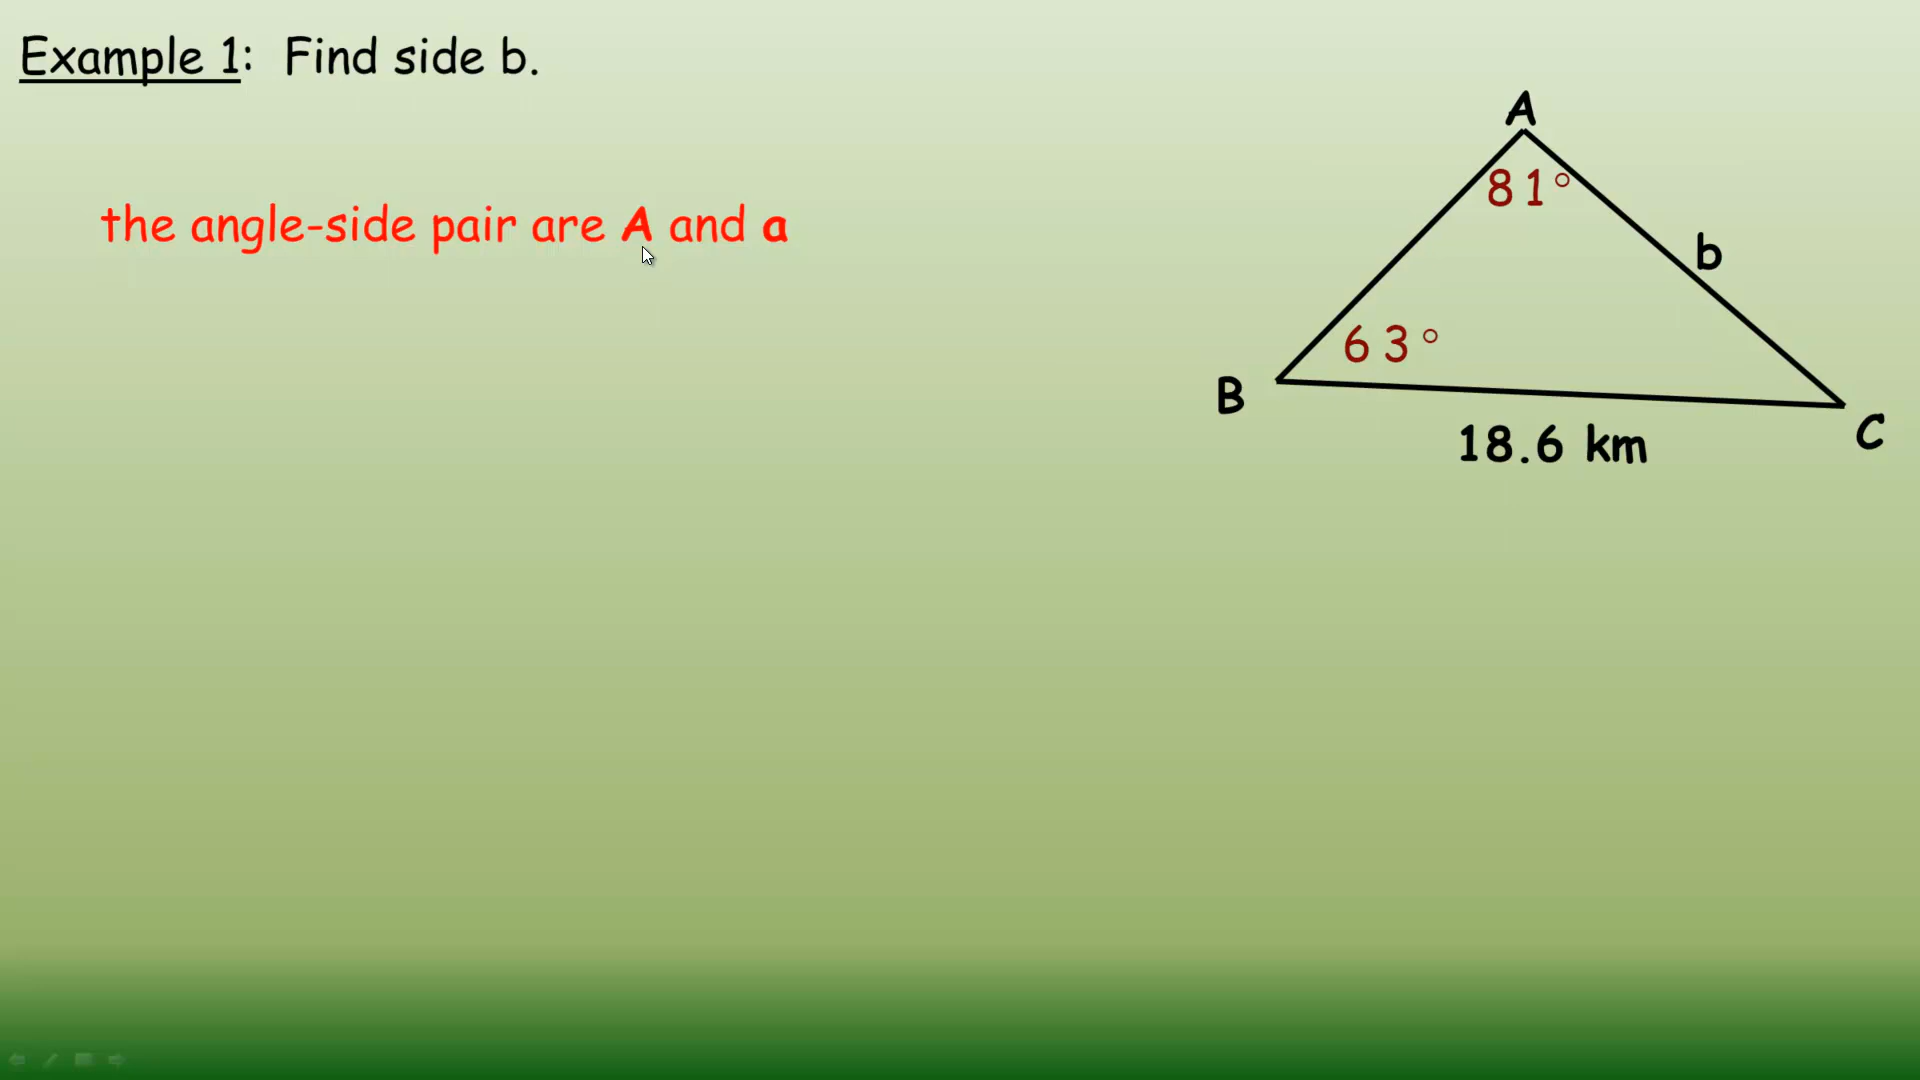 Example 1: Find side b.
the angle-side pair are A and a
A
81°
b
63°
B
C
18.6 km